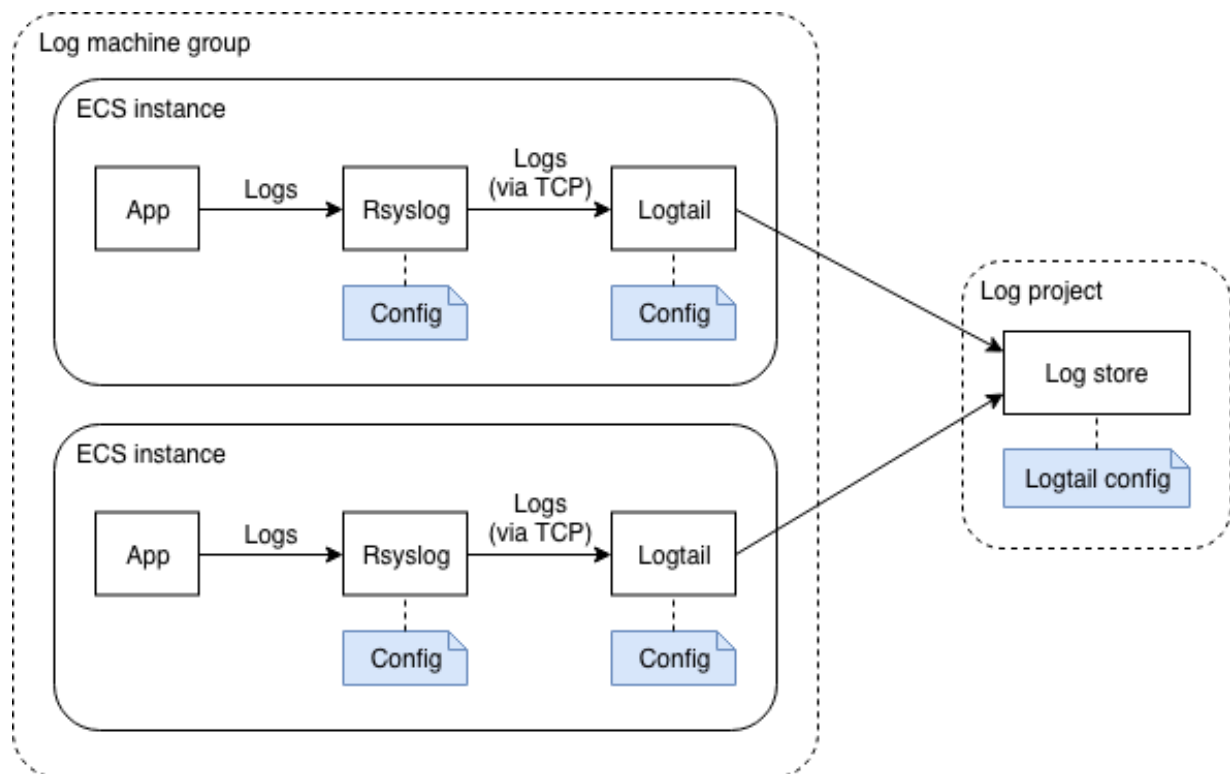 Log machine group
ECS instance
App
Logs
Rsyslog
Logs
(via TCP)
Logtail
Config
Config
ECS instance
App
Logs
Rsyslog
Logs
(via TCP)
Logtail
Config
Config
Log project
Log store
Logtail config